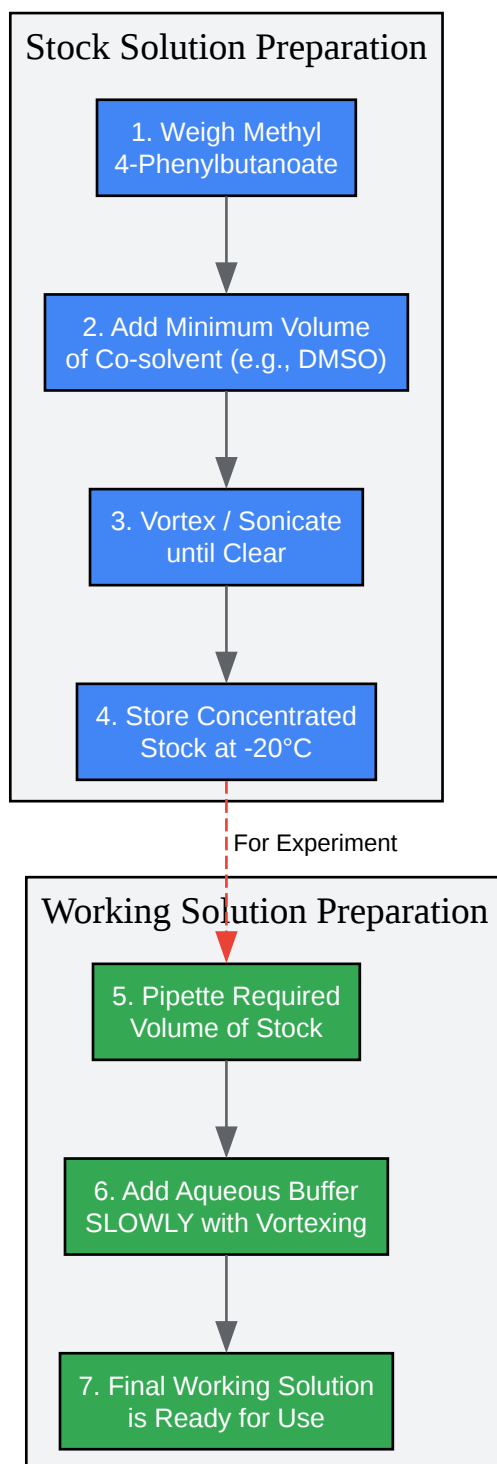 Stock Solution Preparation
1. Weigh Methyl
4-Phenylbutanoate
2. Add Minimum Volume
of Co-solvent (e.g., DMSO)
3. Vortex / Sonicate
until Clear
4. Store Concentrated
Stock at -20°C
For Experiment
Working Solution Preparation
5. Pipette Required
Volume of Stock
6. Add Aqueous Buffer
SLOWLY with Vortexing
7. Final Working Solution
is Ready for Use